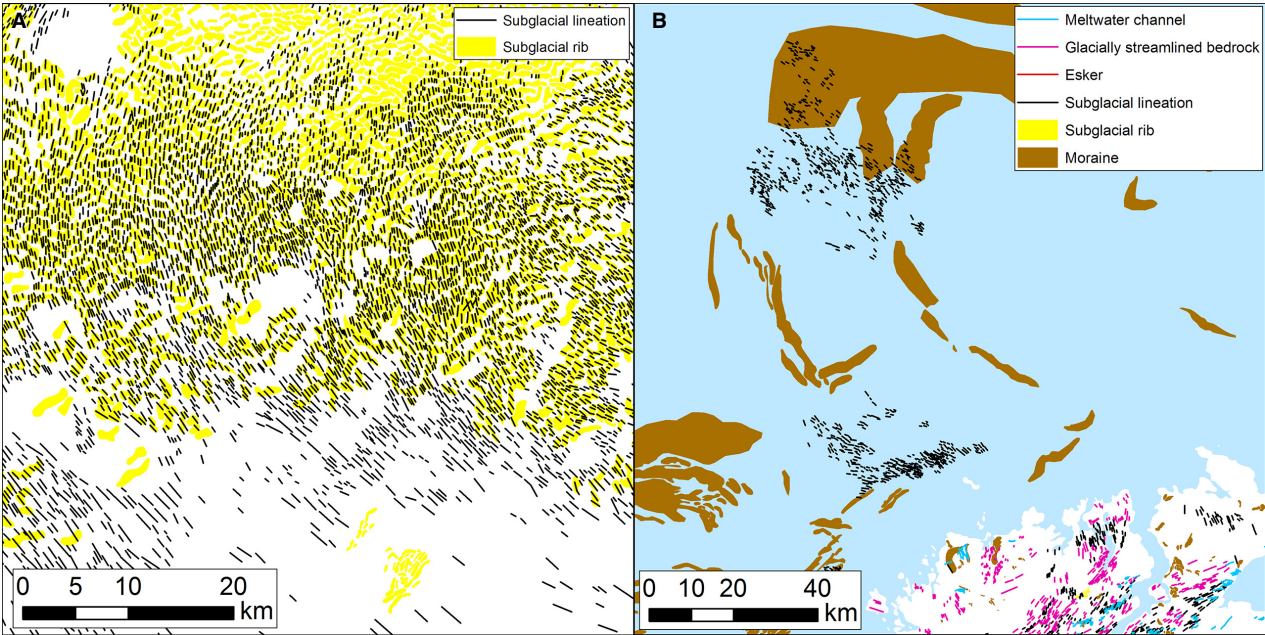 A
Subglacial lineation
Subglacial rib
0 5 10 20
km
B
Meltwater channel
Glacially streamlined bedrock
Esker
Subglacial lineation
Subglacial rib
Moraine
0 10 20 40
km